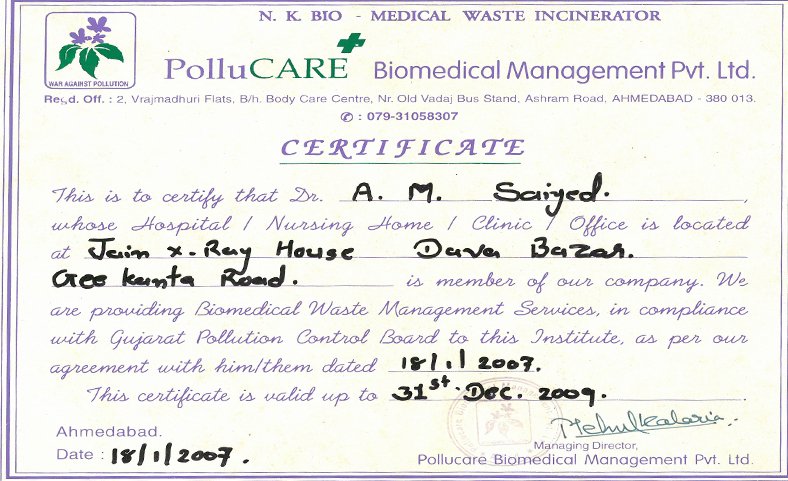 N. K. BIO - MEDICAL WASTE INCINERATOR
WAR AGAINST POLLUTION
PolluCARE Biomedical Management Pvt. Ltd.
Regd. Off. : 2, Vrajmadhuri Flats, B/h. Body Care Centre, Nr. Old Vadaj Bus Stand, Ashram Road, AHMEDABAD - 380 013.
✆ : 079-31058307
CERTIFICATE
This is to certify that Dr. A. M. Saiyed.,
whose Hospital / Nursing Home / Clinic / Office is located
at Jain X-Ray House Dava Bazar.
Gee kanta Road. is member of our company. We
are providing Biomedical Waste Management Services, in compliance
with Gujarat Pollution Control Board to this Institute, as per our
agreement with him/them dated 18/1/2007.
This certificate is valid up to 31st Dec. 2009.
Ahmedabad.
Date : 18/1/2007.
Managing Director,
Pollucare Biomedical Management Pvt. Ltd.